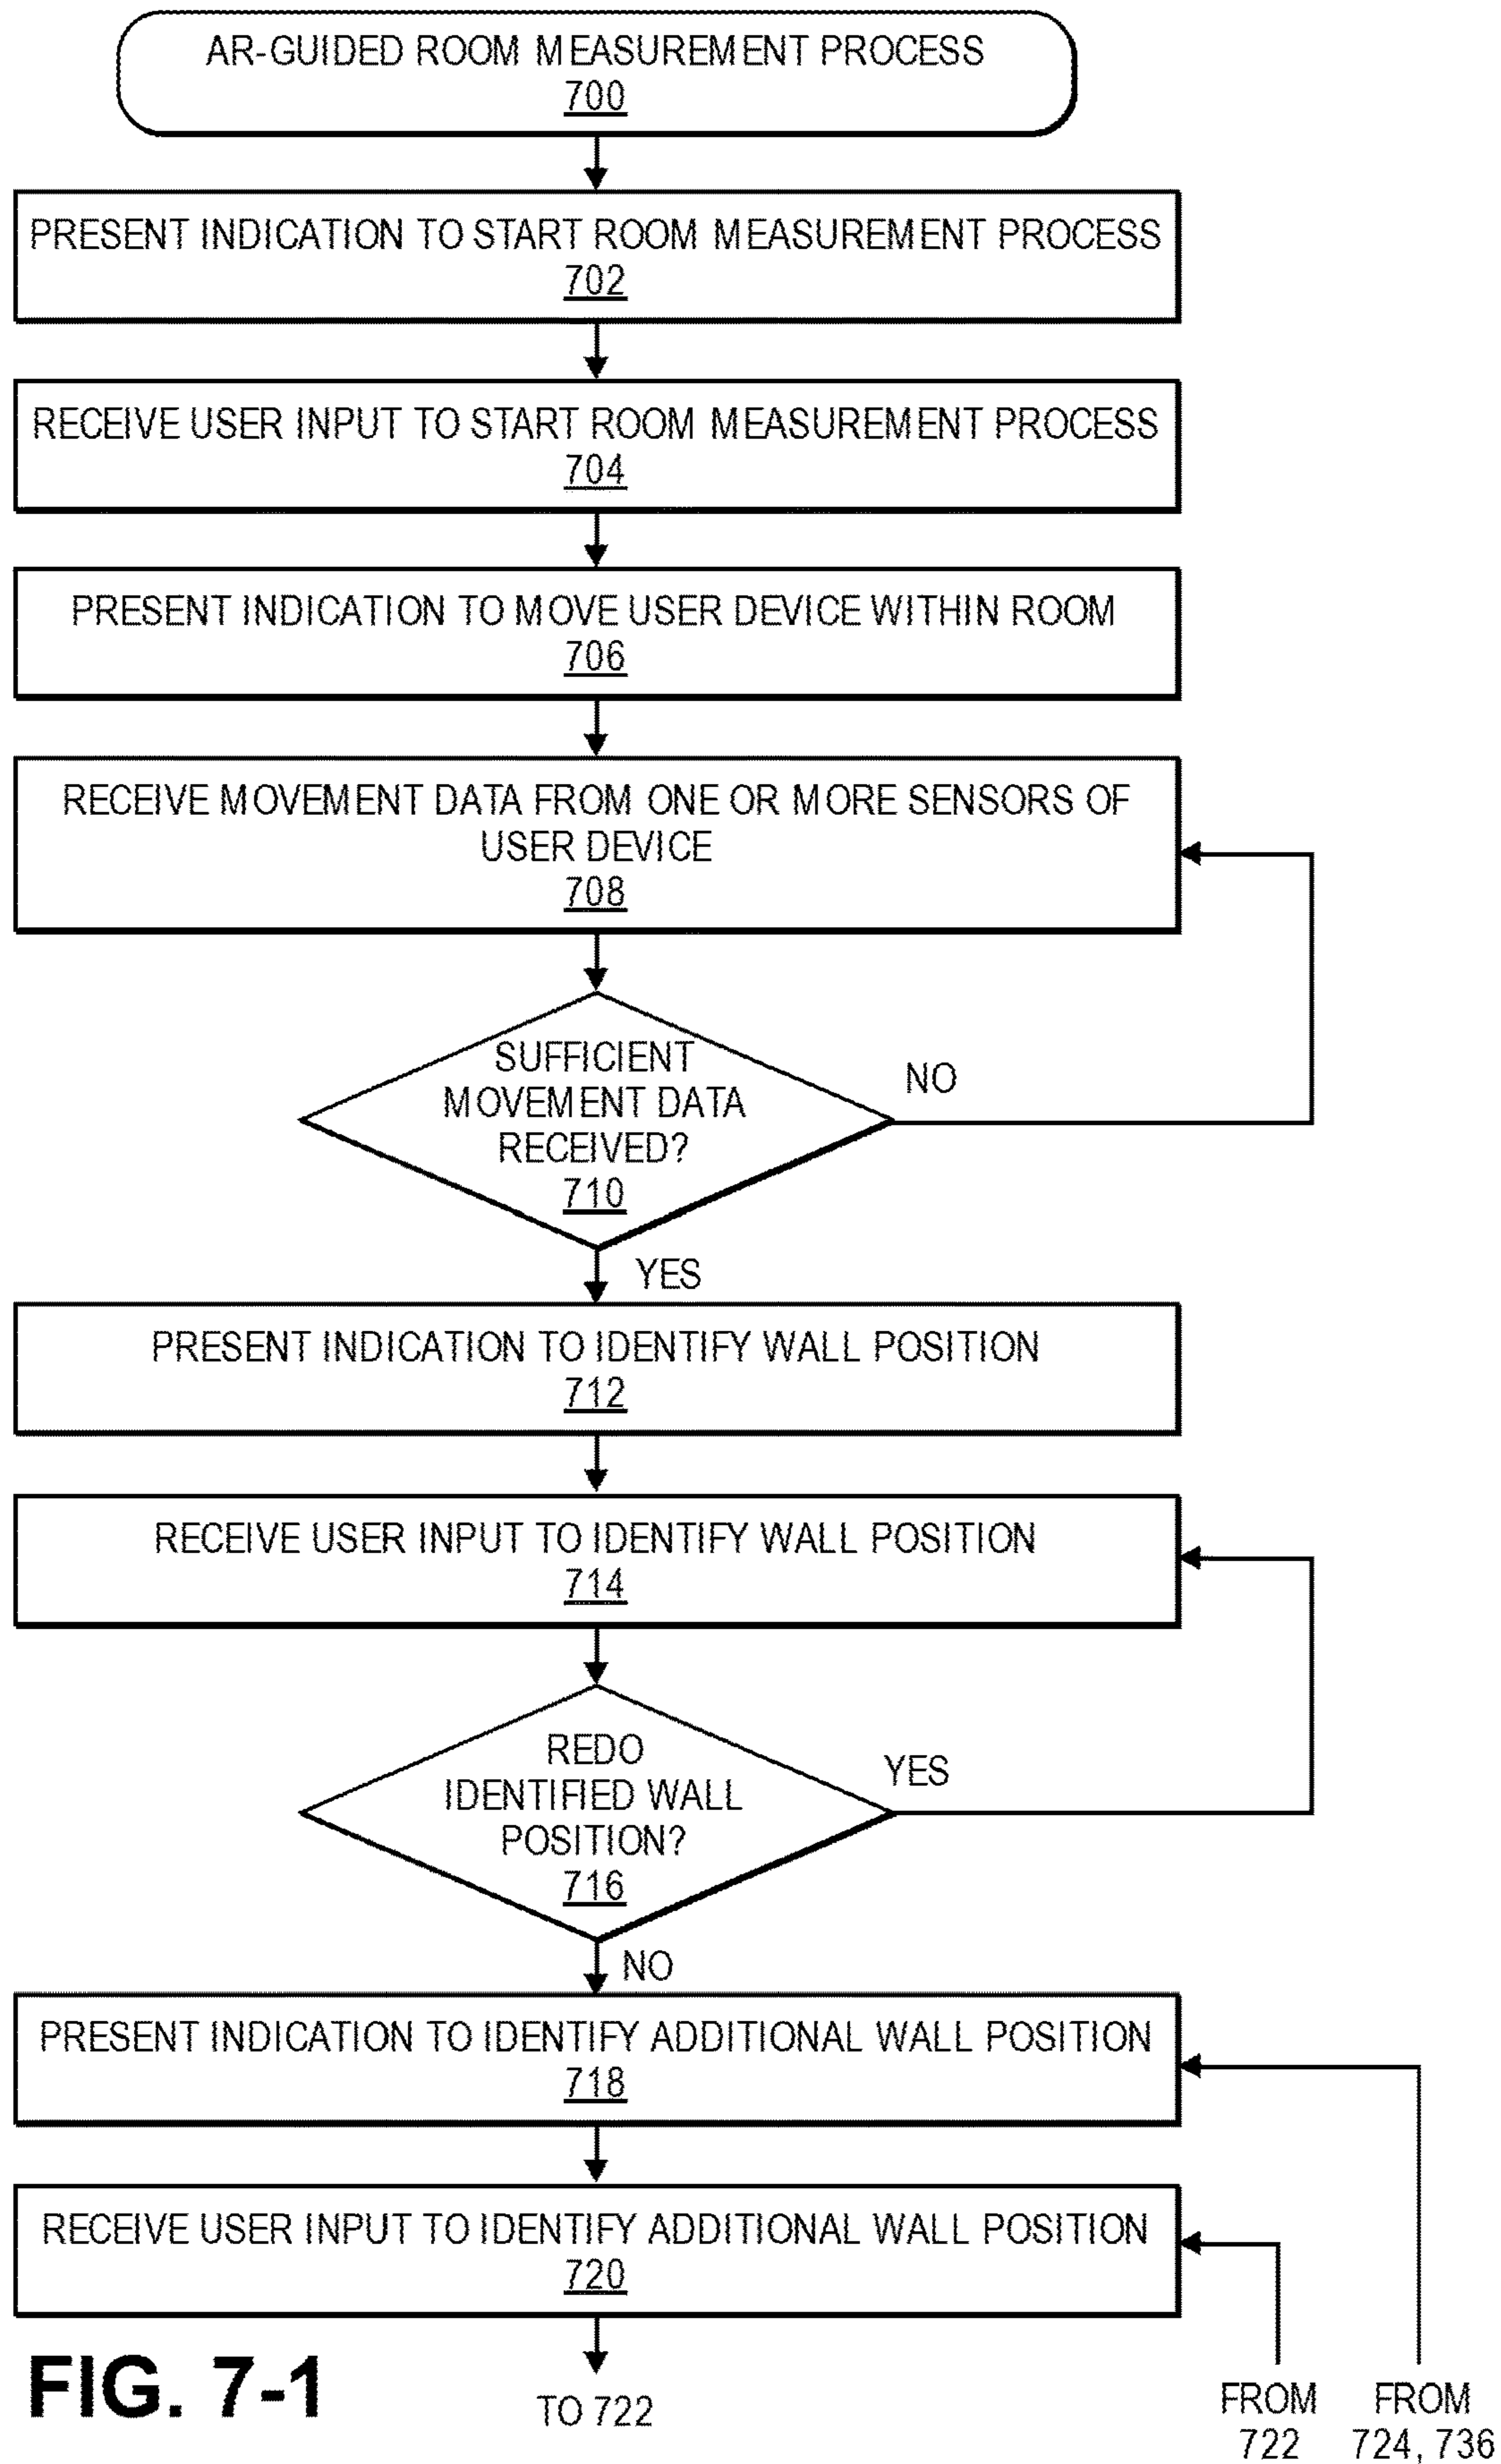 AR-GUIDED ROOM MEASUREMENT PROCESS
700
PRESENT INDICATION TO START ROOM MEASUREMENT PROCESS
702
RECEIVE USER INPUT TO START ROOM MEASUREMENT PROCESS
704
PRESENT INDICATION TO MOVE USER DEVICE WITHIN ROOM
706
RECEIVE MOVEMENT DATA FROM ONE OR MORE SENSORS OF
USER DEVICE
708
SUFFICIENT
MOVEMENT DATA
RECEIVED?
710
NO
YES
PRESENT INDICATION TO IDENTIFY WALL POSITION
712
RECEIVE USER INPUT TO IDENTIFY WALL POSITION
714
REDO
IDENTIFIED WALL
POSITION?
716
YES
NO
PRESENT INDICATION TO IDENTIFY ADDITIONAL WALL POSITION
718
RECEIVE USER INPUT TO IDENTIFY ADDITIONAL WALL POSITION
720
FIG. 7-1
TO 722
FROM
722
FROM
724, 736